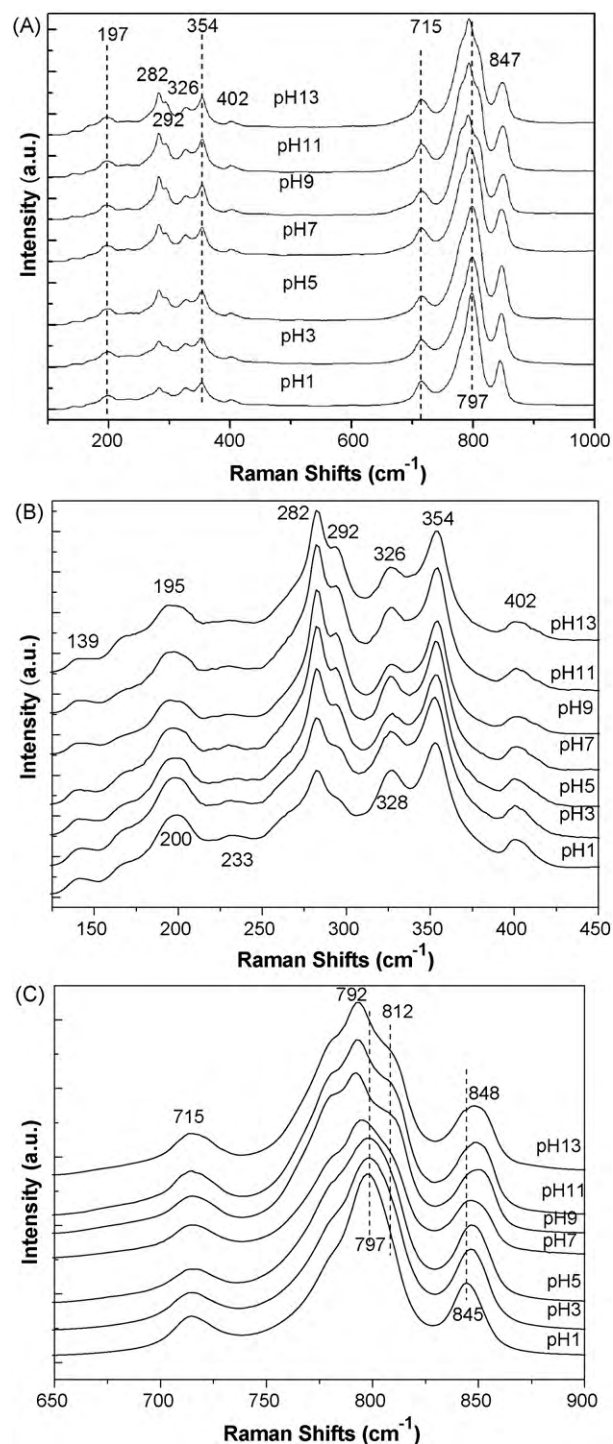 (A)
197
354
715
847
282
326
292
402
pH13
pH11
pH9
pH7
pH5
pH3
pH1
797
Intensity (a.u.)
200 400 600 800 1000
Raman Shifts (cm⁻¹)
(B)
282
292
354
326
195
402
139
pH13
pH11
pH9
pH7
pH5
pH3
pH1
328
200
233
Intensity (a.u.)
150 200 250 300 350 400 450
Raman Shifts (cm⁻¹)
(C)
792
812
848
715
pH13
pH11
pH9
pH7
pH5
pH3
pH1
797
845
Intensity (a.u.)
650 700 750 800 850 900
Raman Shifts (cm⁻¹)